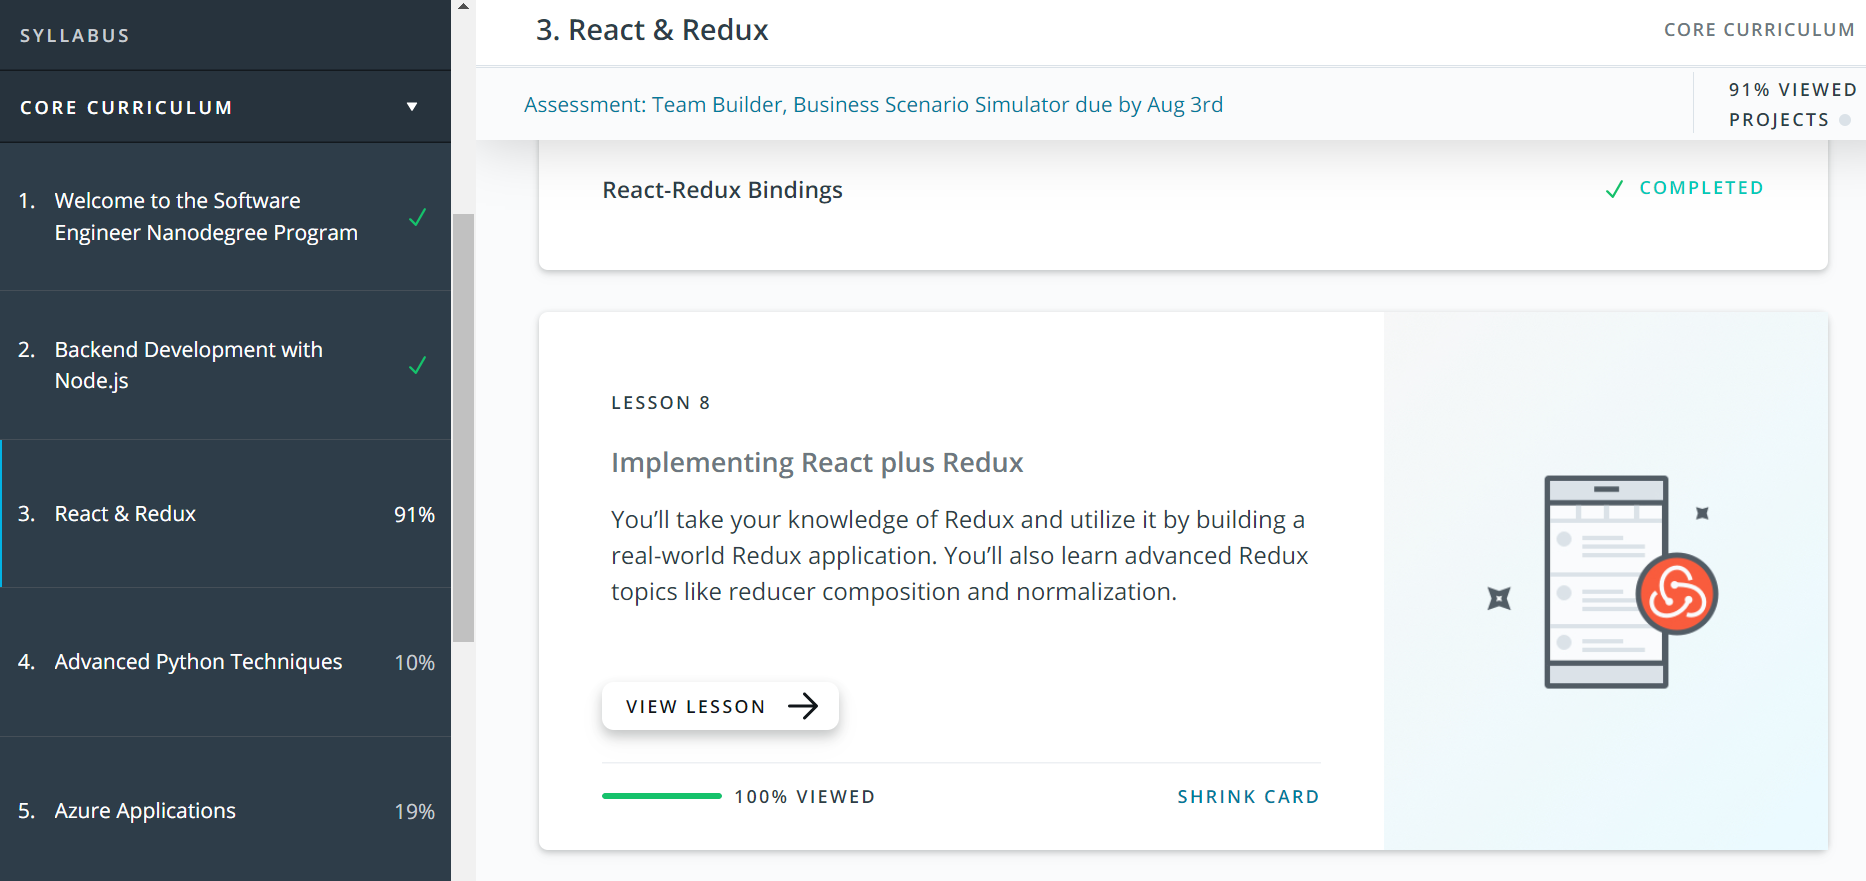 SYLLABUS
CORE CURRICULUM
1. Welcome to the Software
Engineer Nanodegree Program
2. Backend Development with
Node.js
3. React & Redux 91%
4. Advanced Python Techniques 10%
5. Azure Applications 19%
3. React & Redux
CORE CURRICULUM
Assessment: Team Builder, Business Scenario Simulator due by Aug 3rd
91% VIEWED
PROJECTS
React-Redux Bindings
COMPLETED
LESSON 8
Implementing React plus Redux
You’ll take your knowledge of Redux and utilize it by building a
real-world Redux application. You’ll also learn advanced Redux
topics like reducer composition and normalization.
VIEW LESSON
100% VIEWED
SHRINK CARD